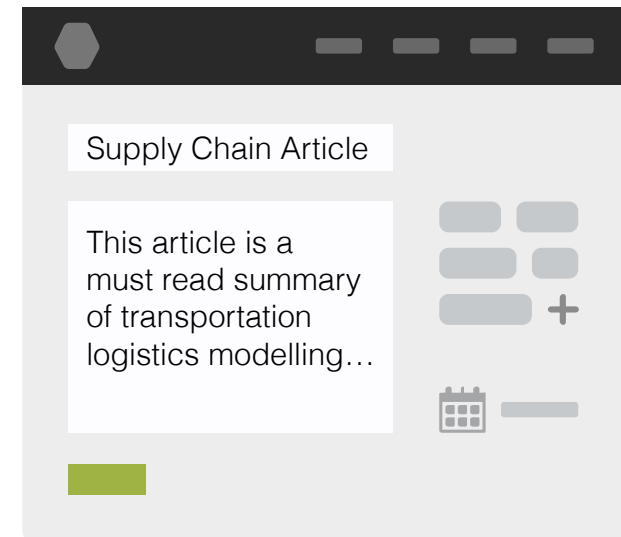 Supply Chain Article
This article is a
must read summary
of transportation
logistics modelling…